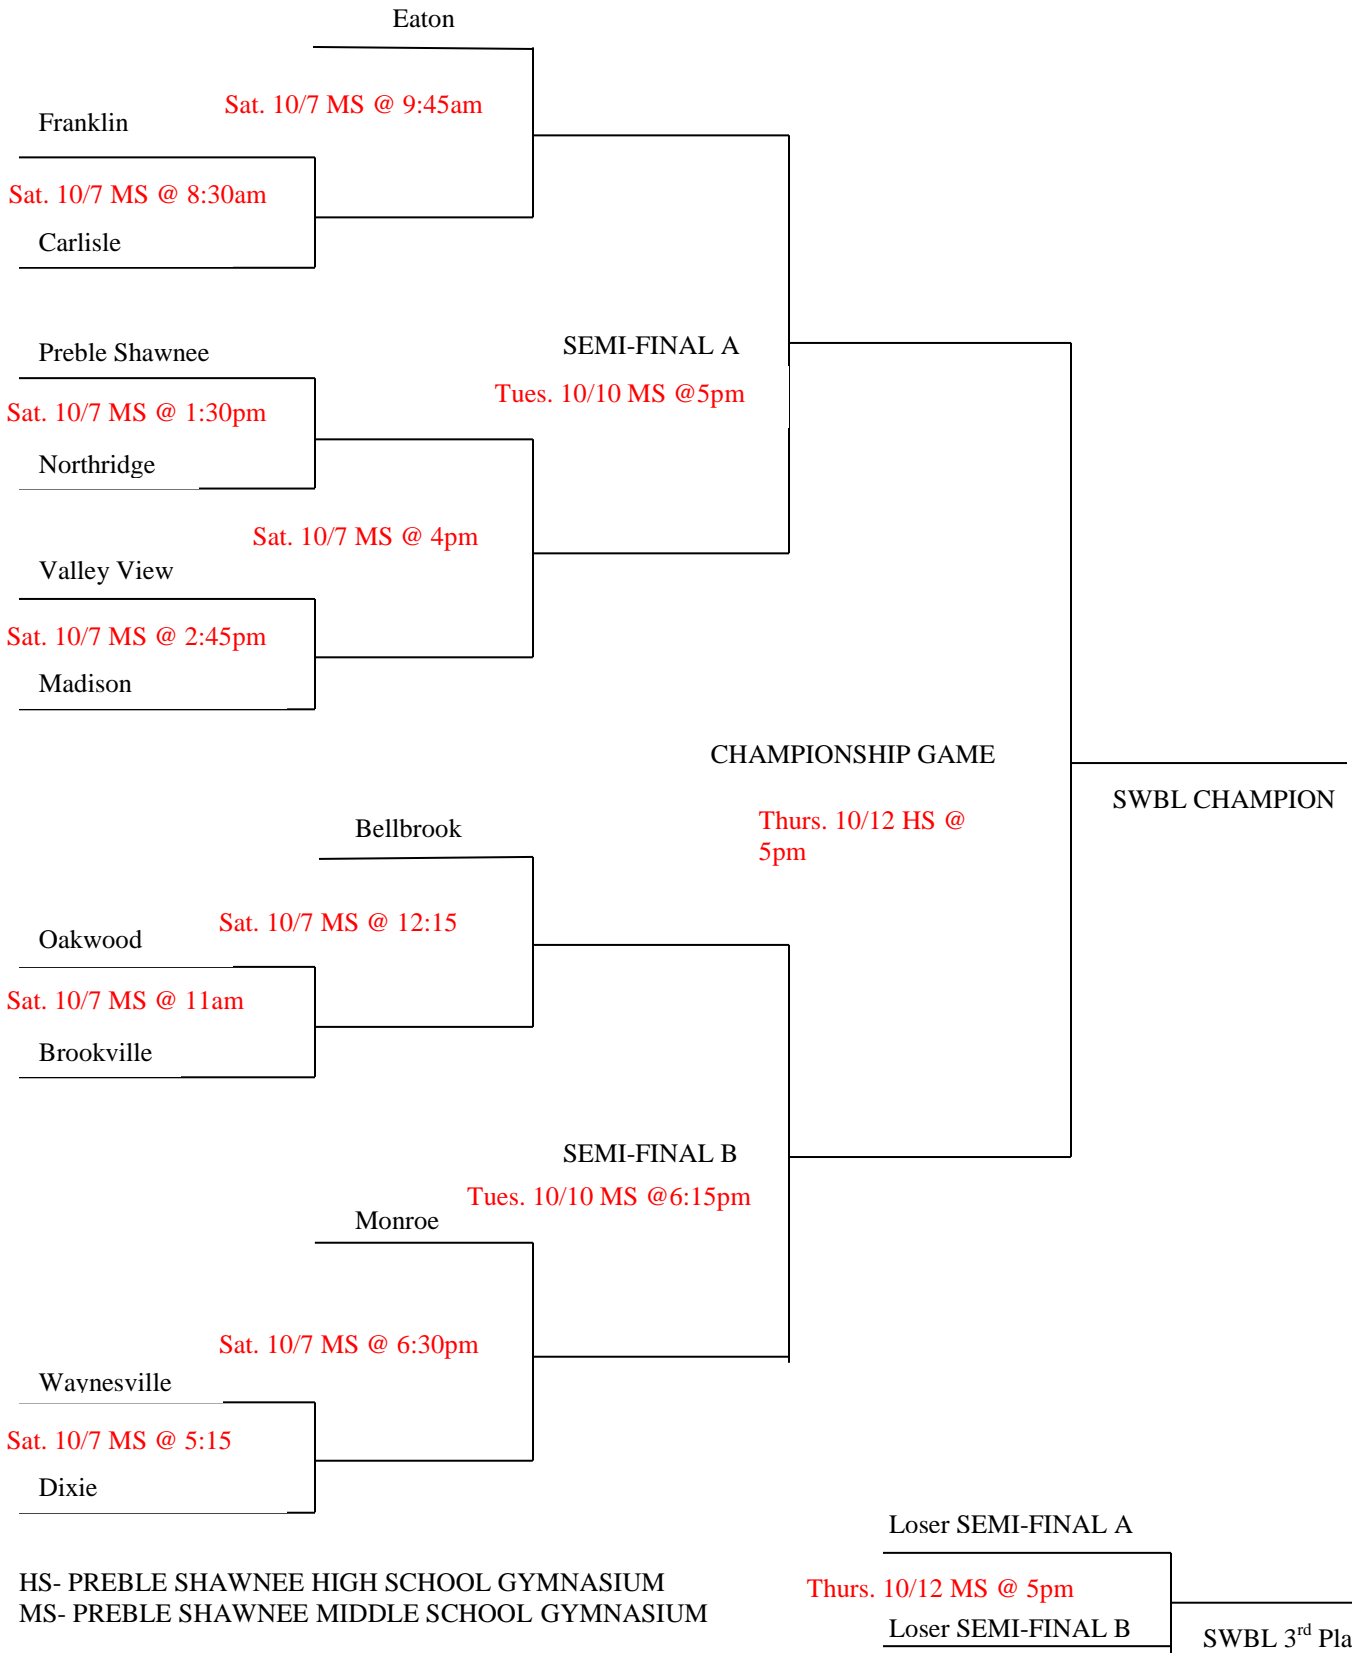 Eaton
Sat. 10/7 MS @ 9:45am
Franklin
Sat. 10/7 MS @ 8:30am
Carlisle
SEMI-FINAL A
Preble Shawnee
Tues. 10/10 MS @5pm
Sat. 10/7 MS @ 1:30pm
Northridge
Sat. 10/7 MS @ 4pm
Valley View
Sat. 10/7 MS @ 2:45pm
Madison
CHAMPIONSHIP GAME
SWBL CHAMPION
Thurs. 10/12 HS @
5pm
Bellbrook
Sat. 10/7 MS @ 12:15
Oakwood
Sat. 10/7 MS @ 11am
Brookville
SEMI-FINAL B
Tues. 10/10 MS @6:15pm
Monroe
Sat. 10/7 MS @ 6:30pm
Waynesville
Sat. 10/7 MS @ 5:15
Dixie
Loser SEMI-FINAL A
HS- PREBLE SHAWNEE HIGH SCHOOL GYMNASIUM
Thurs. 10/12 MS @ 5pm
MS- PREBLE SHAWNEE MIDDLE SCHOOL GYMNASIUM
Loser SEMI-FINAL B
SWBL 3rd Pla